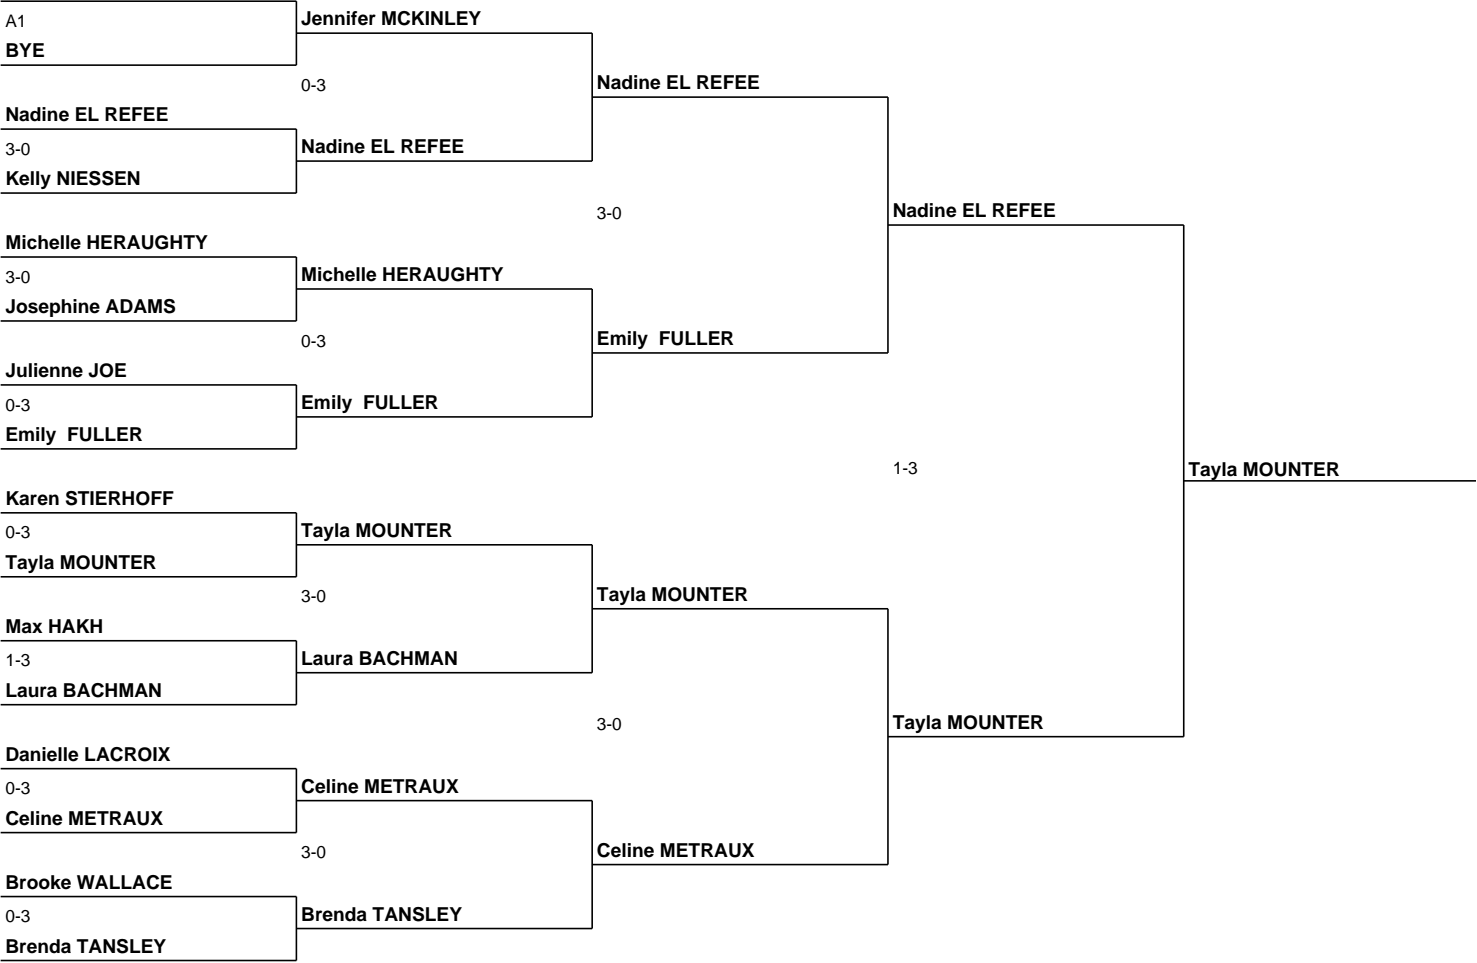 A1
BYE
Nadine EL REFEE
3-0
Kelly NIESSEN
Michelle HERAUGHTY
3-0
Josephine ADAMS
Julienne JOE
0-3
Emily  FULLER
Karen STIERHOFF
0-3
Tayla MOUNTER
Max HAKH
1-3
Laura BACHMAN
Danielle LACROIX
0-3
Celine METRAUX
Brooke WALLACE
0-3
Brenda TANSLEY
Jennifer MCKINLEY
0-3
Nadine EL REFEE
Michelle HERAUGHTY
0-3
Emily  FULLER
Tayla MOUNTER
3-0
Laura BACHMAN
Celine METRAUX
3-0
Brenda TANSLEY
Nadine EL REFEE
3-0
Emily  FULLER
Tayla MOUNTER
3-0
Celine METRAUX
Nadine EL REFEE
1-3
Tayla MOUNTER
Tayla MOUNTER